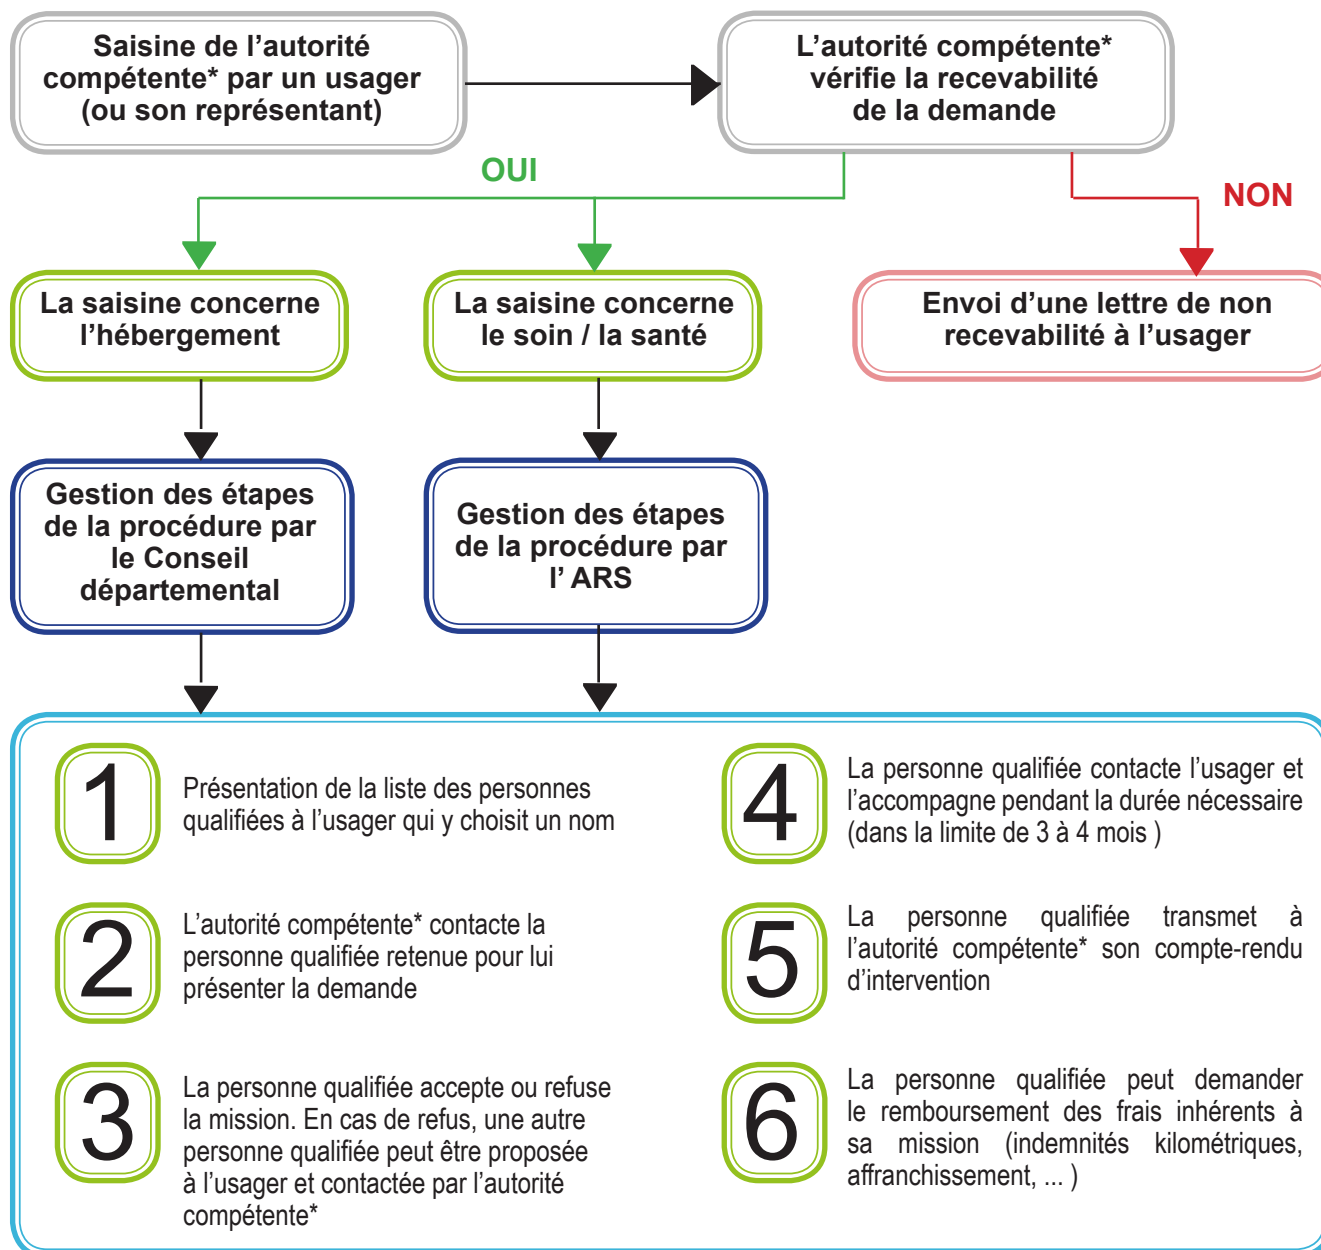 Saisine de l’autorité
compétente* par un usager
(ou son représentant)
L’autorité compétente*
vérifie la recevabilité
de la demande
OUI
NON
La saisine concerne
l’hébergement
La saisine concerne
le soin / la santé
Envoi d’une lettre de non
recevabilité à l’usager
Gestion des étapes
de la procédure par
le Conseil
départemental
Gestion des étapes
de la procédure par
l’ ARS
1
Présentation de la liste des personnes
qualifiées à l’usager qui y choisit un nom
2
L’autorité compétente* contacte la
personne qualifiée retenue pour lui
présenter la demande
3
La personne qualifiée accepte ou refuse
la mission. En cas de refus, une autre
personne qualifiée peut être proposée
à l’usager et contactée par l’autorité
compétente*
4
La personne qualifiée contacte l’usager et
l’accompagne pendant la durée nécessaire
(dans la limite de 3 à 4 mois )
5
La personne qualifiée transmet à
l’autorité compétente* son compte-rendu
d’intervention
6
La personne qualifiée peut demander
le remboursement des frais inhérents à
sa mission (indemnités kilométriques,
affranchissement, ... )